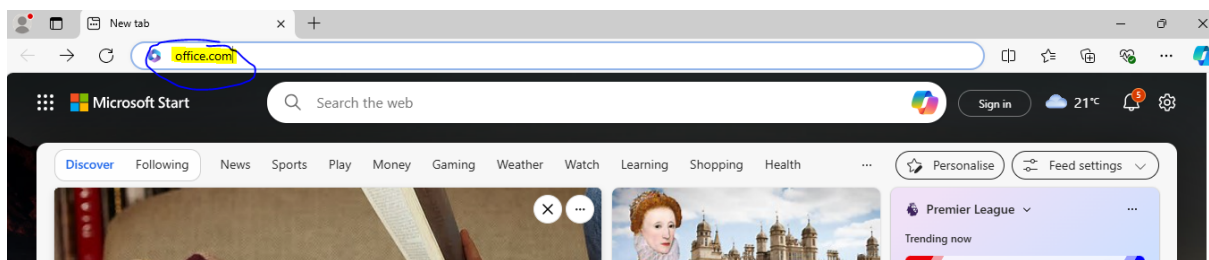 New tab
office.com
Microsoft Start
Search the web
Sign in
21°C
5
Discover Following News Sports Play Money Gaming Weather Watch Learning Shopping Health ... Personalise Feed settings
Premier League
Trending now